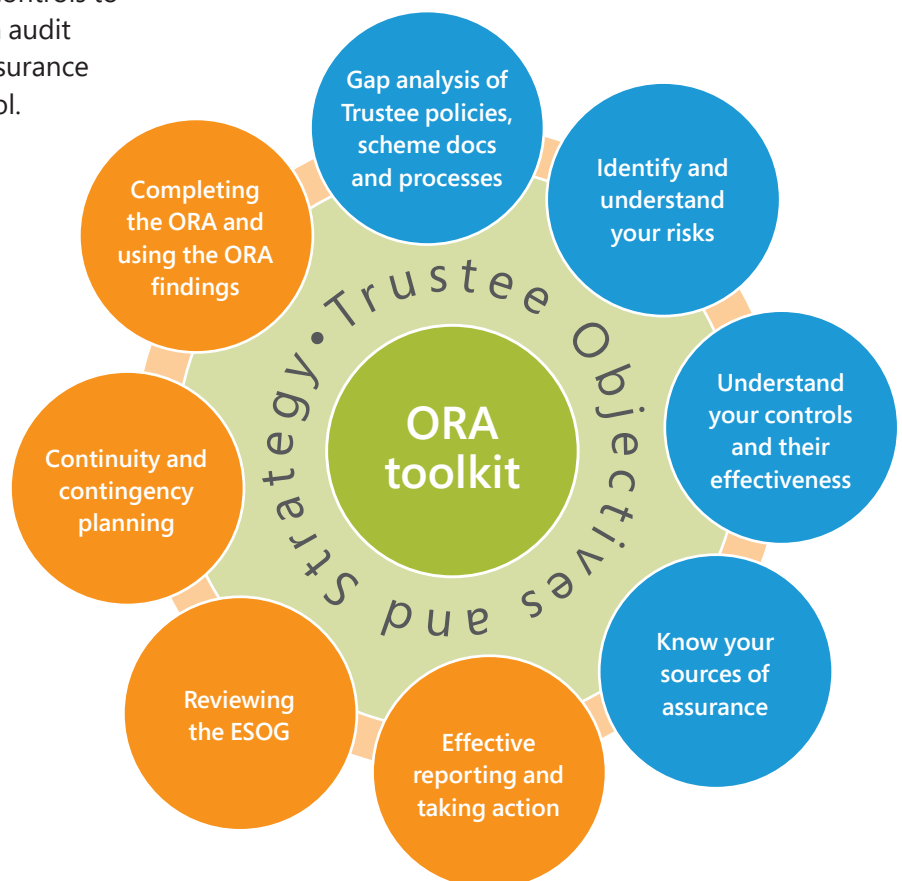 controls to
audit
surance
ol.
Gap analysis of
Trustee policies,
scheme docs
and processes
Identify and
understand
your risks
Understand
your controls
and their
effectiveness
Know your
sources of
assurance
Effective
reporting and
taking action
Reviewing
the ESOG
Continuity and
contingency
planning
Completing
the ORA and
using the ORA
findings
Trustee Objectives and Strategy •
ORA
toolkit